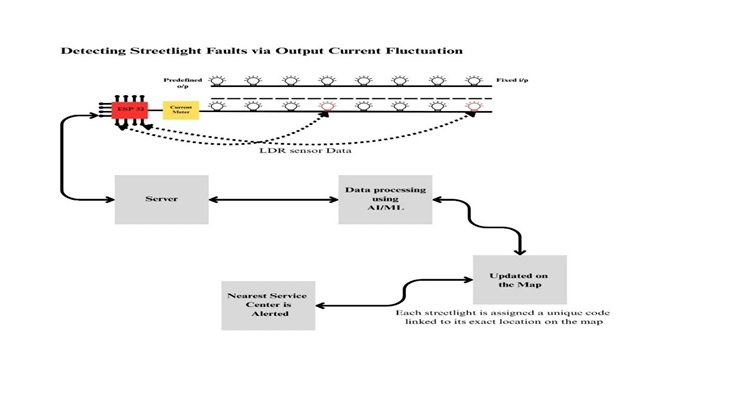 Detecting Streetlight Faults via Output Current Fluctuation
Predefined
o/p
Fixed i/p
ESP 32
Current
Meter
LDR sensor Data
Server
Data processing
using
AI/ML
Updated on
the Map
Nearest Service
Center is
Alerted
Each streetlight is assigned a unique code
linked to its exact location on the map